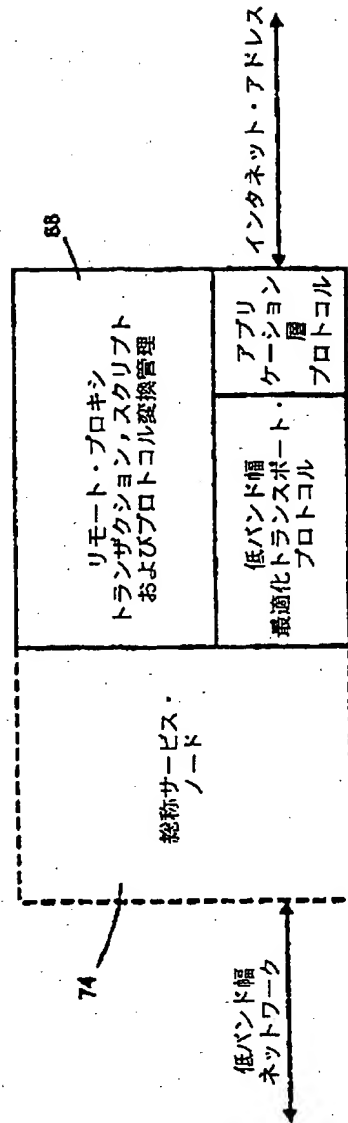 74
88
総称サービス・
ノード
リモート・プロキシ
トランザクション,スクリプト
およびプロトコル変換管理
低バンド幅
最適化トランスポート・
プロトコル
アプリ
ケーション
層
プロトコル
低バンド幅
ネットワーク
インタネット・アドレス